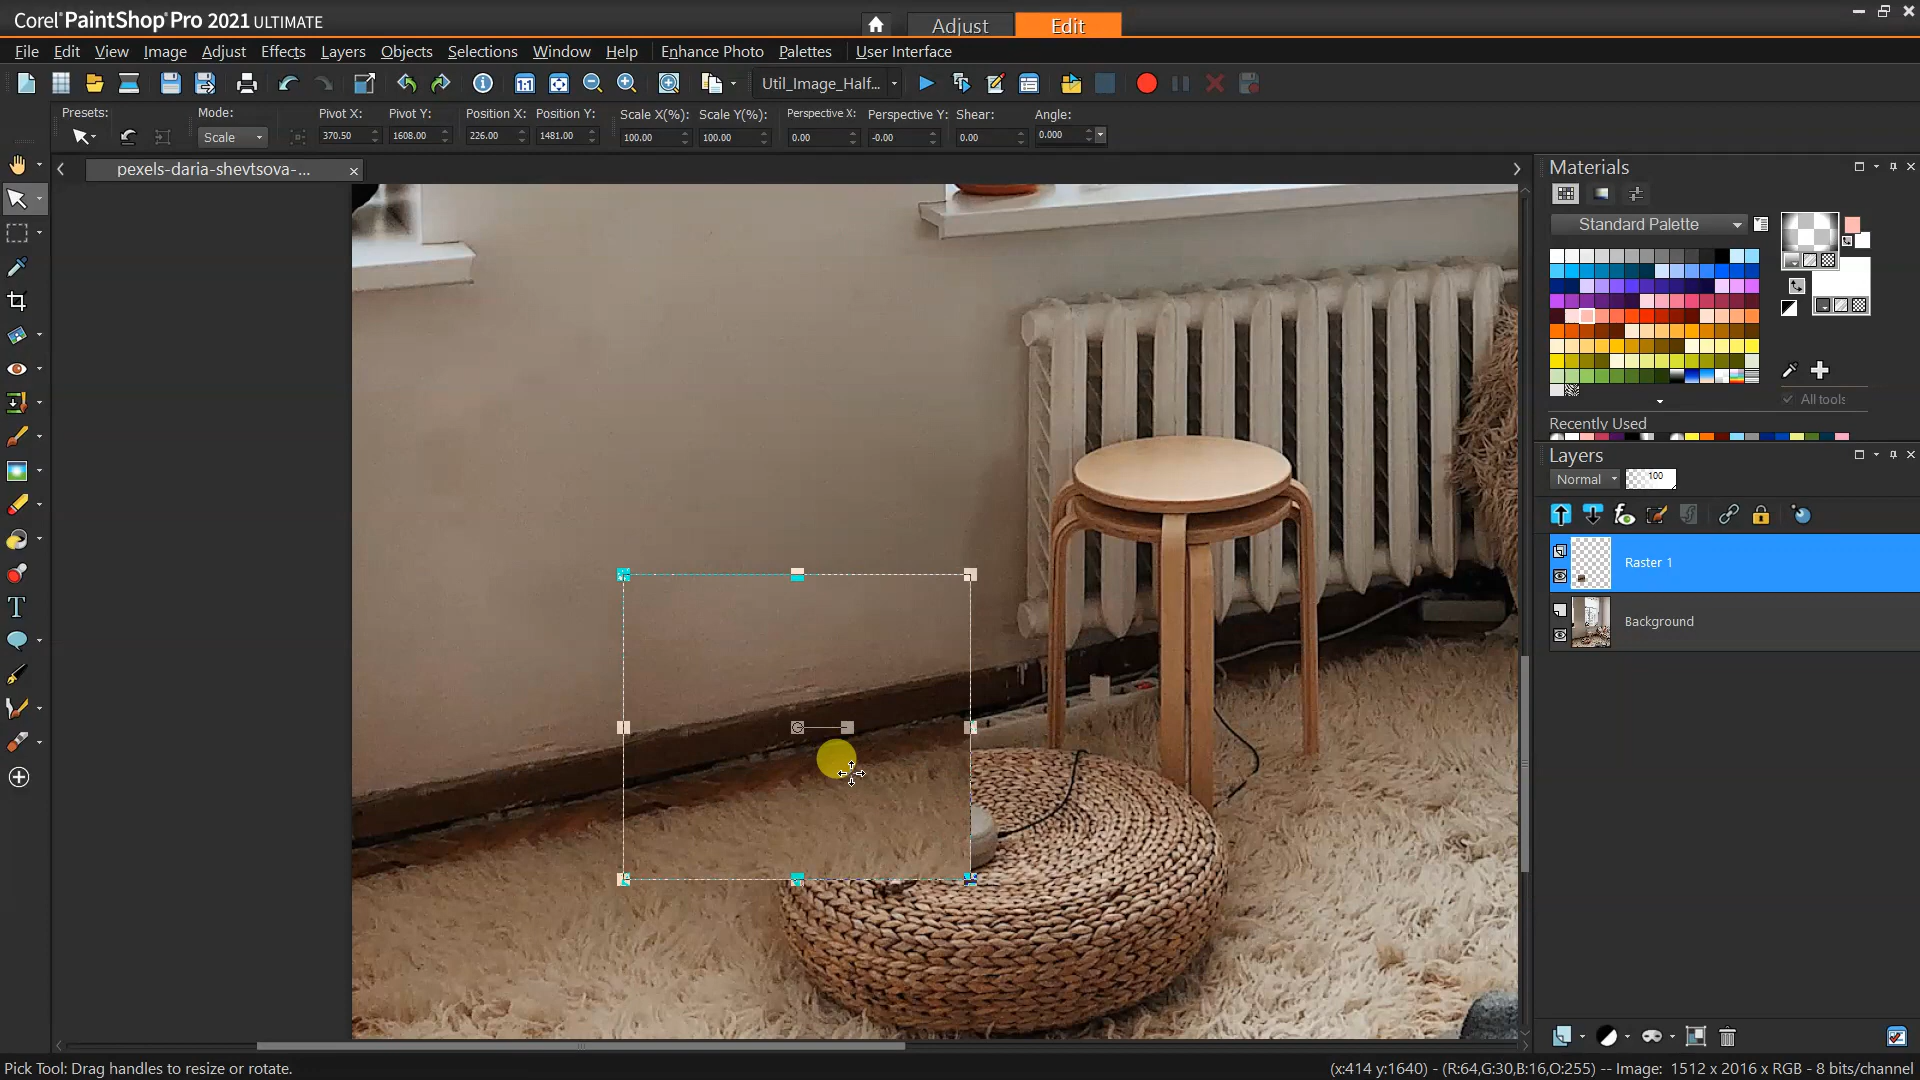 Corel PaintShop Pro 2021 ULTIMATE
Adjust
Edit
File Edit View Image Adjust Effects Layers Objects Selections Window Help Enhance Photo Palettes User Interface
Util_Image_Half...
Presets:
Mode:
Scale
Pivot X:
370.50
Pivot Y:
1608.00
Position X:
226.00
Position Y:
1481.00
Scale X(%):
100.00
Scale Y(%):
100.00
Perspective X:
0.00
Perspective Y:
-0.00
Shear:
0.00
Angle:
0.000
pexels-daria-shevtsova-...
Materials
Standard Palette
All tools
Recently Used
Layers
Normal
100
Raster 1
Background
Pick Tool: Drag handles to resize or rotate.
(x:414 y:1640) - (R:64,G:30,B:16,O:255) -- Image: 1512 x 2016 x RGB - 8 bits/channel